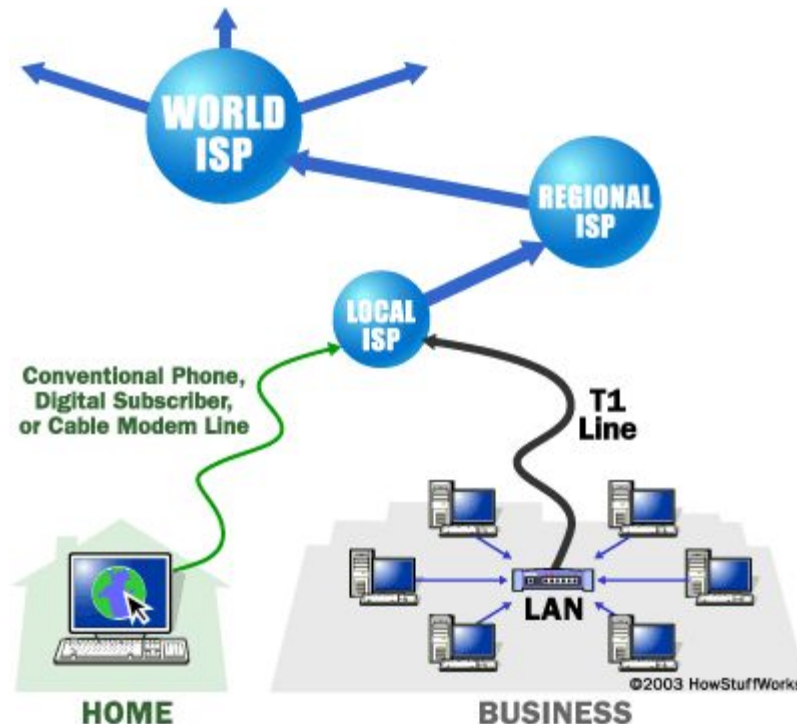 WORLD
ISP
REGIONAL
ISP
LOCAL
ISP
Conventional Phone,
Digital Subscriber,
or Cable Modem Line
T1
Line
LAN
©2003 HowStuffWorks
HOME
BUSINESS